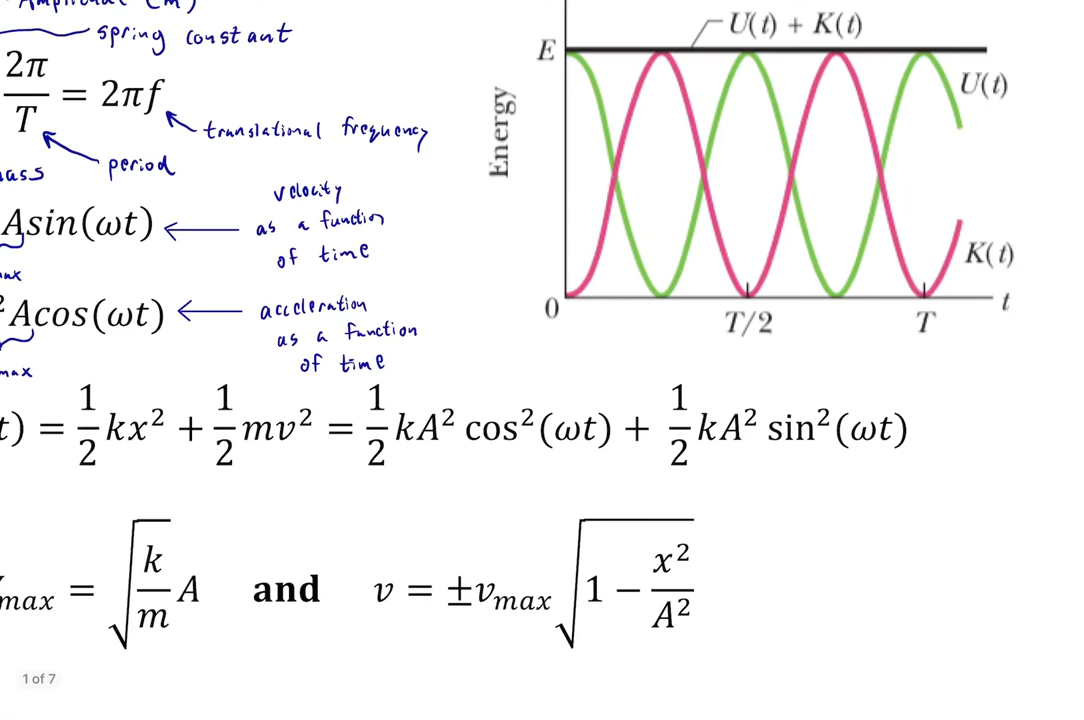 Amplitude (m)
spring constant
2π/T = 2πf
translational frequency
period
mass
Asin(ωt)
velocity
as a function
of time
max
²Acos(ωt)
acceleration
as a function
of time
max
U(t) + K(t)
E
U(t)
Energy
K(t)
0
T/2
T
t
t) = 1/2 kx² + 1/2 mv² = 1/2 kA² cos²(ωt) + 1/2 kA² sin²(ωt)
max = √(k/m) A and v = ±v_max √(1 − x²/A²)
1 of 7